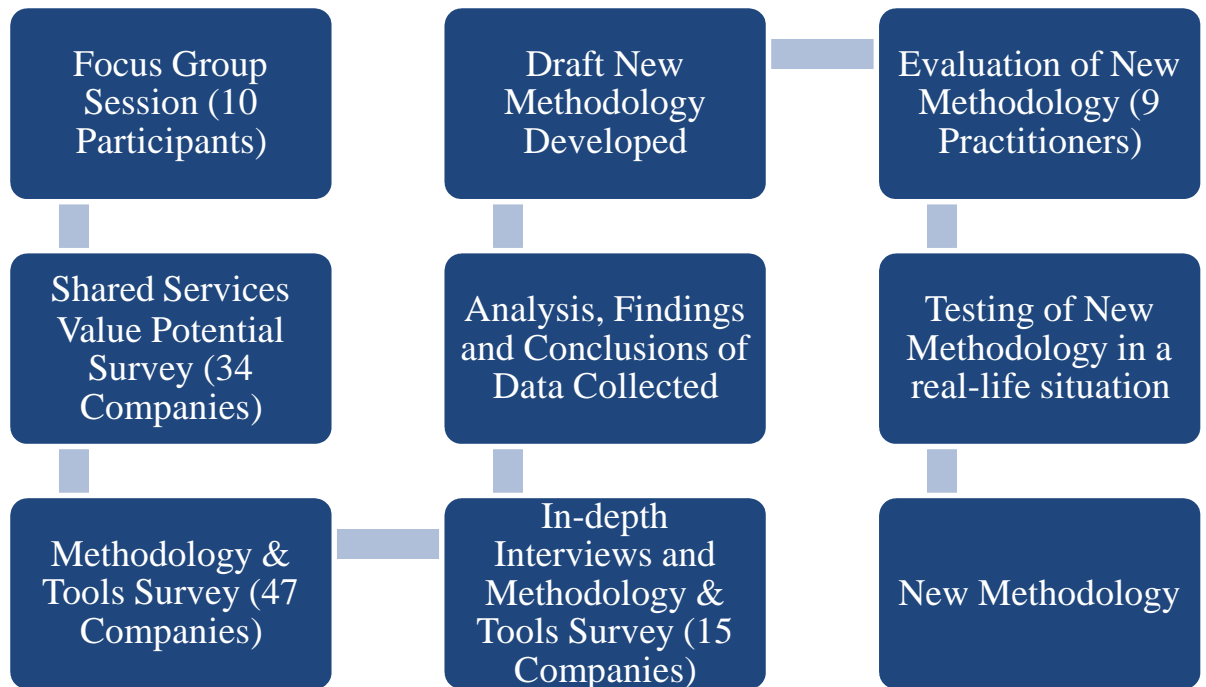 Focus Group
Session (10
Participants)
Shared Services
Value Potential
Survey (34
Companies)
Methodology &
Tools Survey (47
Companies)
In-depth
Interviews and
Methodology &
Tools Survey (15
Companies)
Analysis, Findings
and Conclusions of
Data Collected
Draft New
Methodology
Developed
Evaluation of New
Methodology (9
Practitioners)
Testing of New
Methodology in a
real-life situation
New Methodology